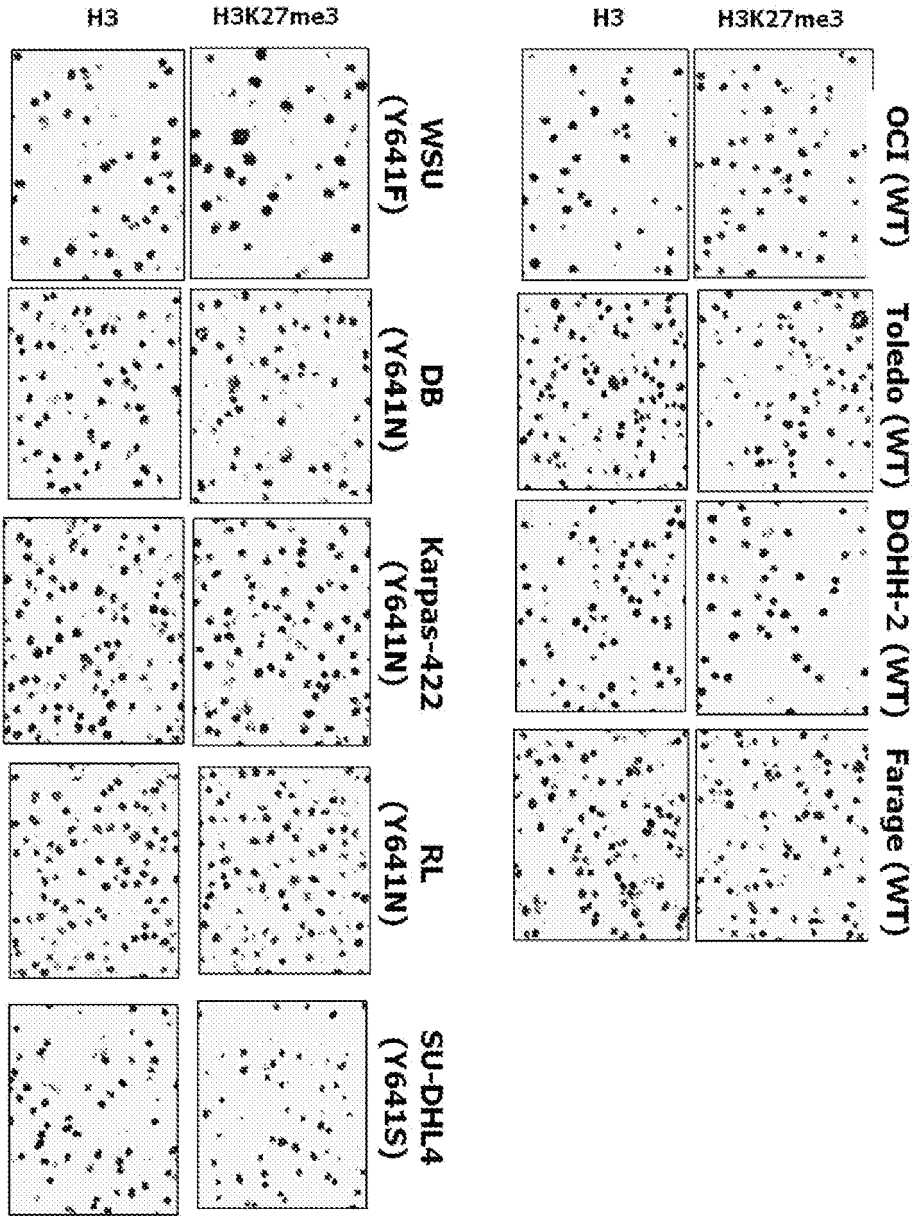 H3
H3K27me3
H3
H3K27me3
OCI (WT)
Toledo (WT)
DOHH-2 (WT)
Farage (WT)
WSU
(Y641F)
DB
(Y641N)
Karpas-422
(Y641N)
RL
(Y641N)
SU-DHL4
(Y641S)